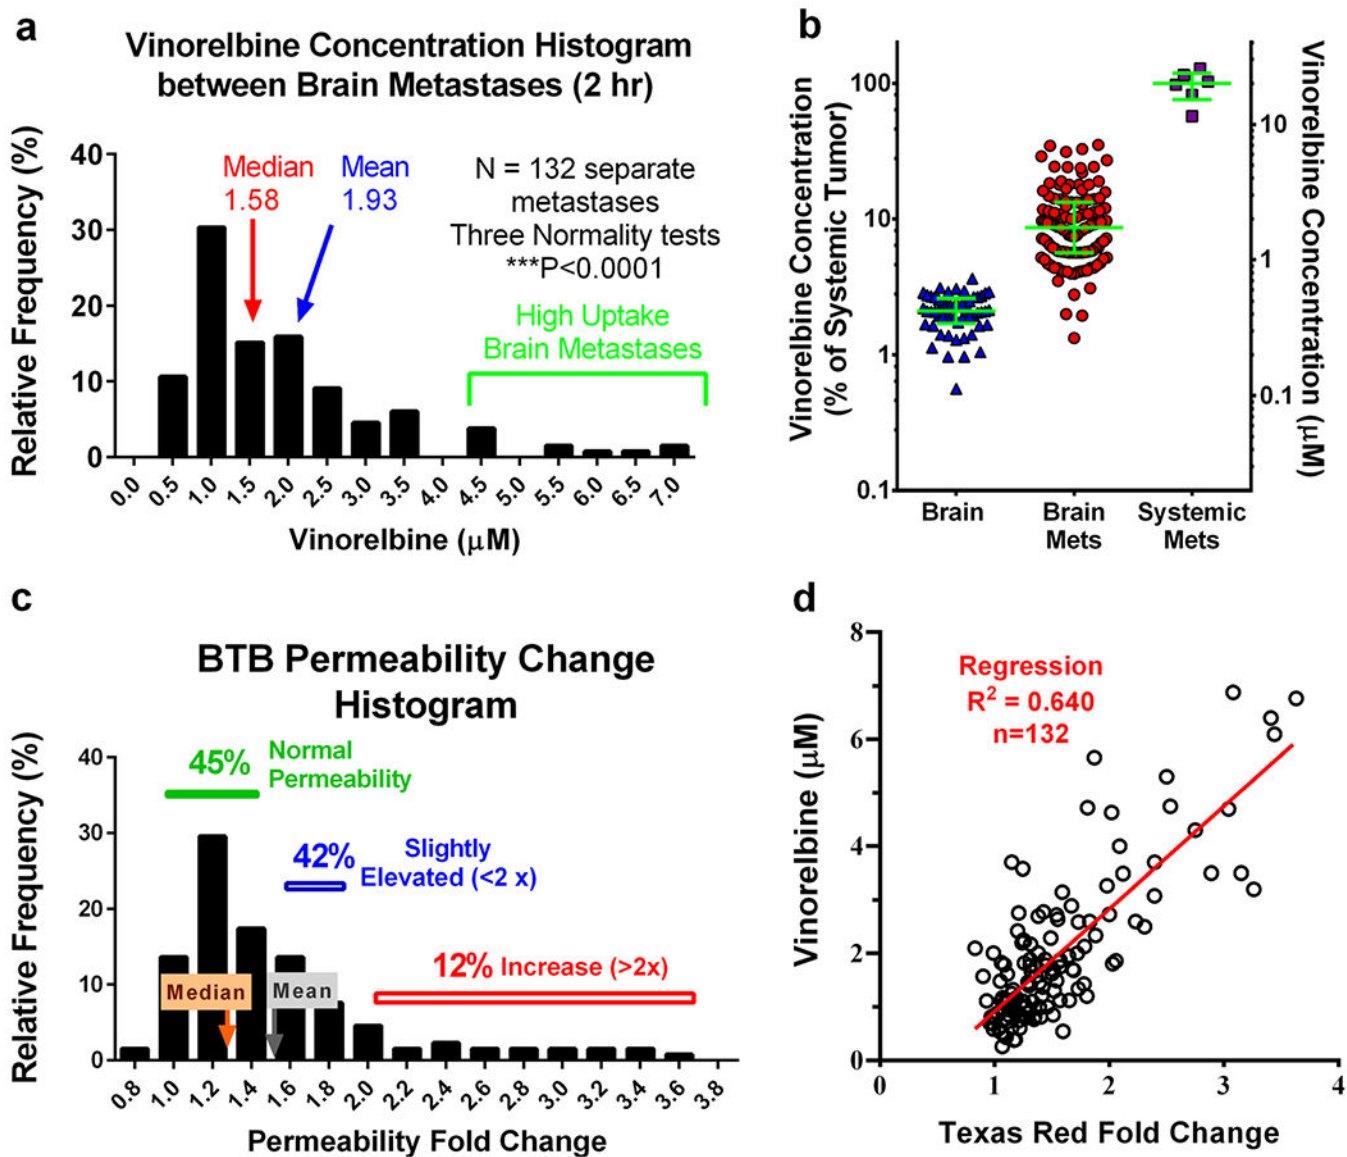 a
Vinorelbine Concentration Histogram
between Brain Metastases (2 hr)
Relative Frequency (%)
40
30
20
10
0
Median
1.58
Mean
1.93
N = 132 separate
metastases
Three Normality tests
***P<0.0001
High Uptake
Brain Metastases
0.0 0.5 1.0 1.5 2.0 2.5 3.0 3.5 4.0 4.5 5.0 5.5 6.0 6.5 7.0
Vinorelbine (μM)
b
Vinorelbine Concentration
(% of Systemic Tumor)
100
10
1
0.1
10
1
0.1
Vinorelbine Concentration (μM)
Brain
Brain
Mets
Systemic
Mets
c
BTB Permeability Change
Histogram
Relative Frequency (%)
40
30
20
10
0
45% Normal
Permeability
42% Slightly
Elevated (<2 x)
12% Increase (>2x)
Median
Mean
0.8 1.0 1.2 1.4 1.6 1.8 2.0 2.2 2.4 2.6 2.8 3.0 3.2 3.4 3.6 3.8
Permeability Fold Change
d
Vinorelbine (μM)
8
6
4
2
0
Regression
R² = 0.640
n=132
0 1 2 3 4
Texas Red Fold Change